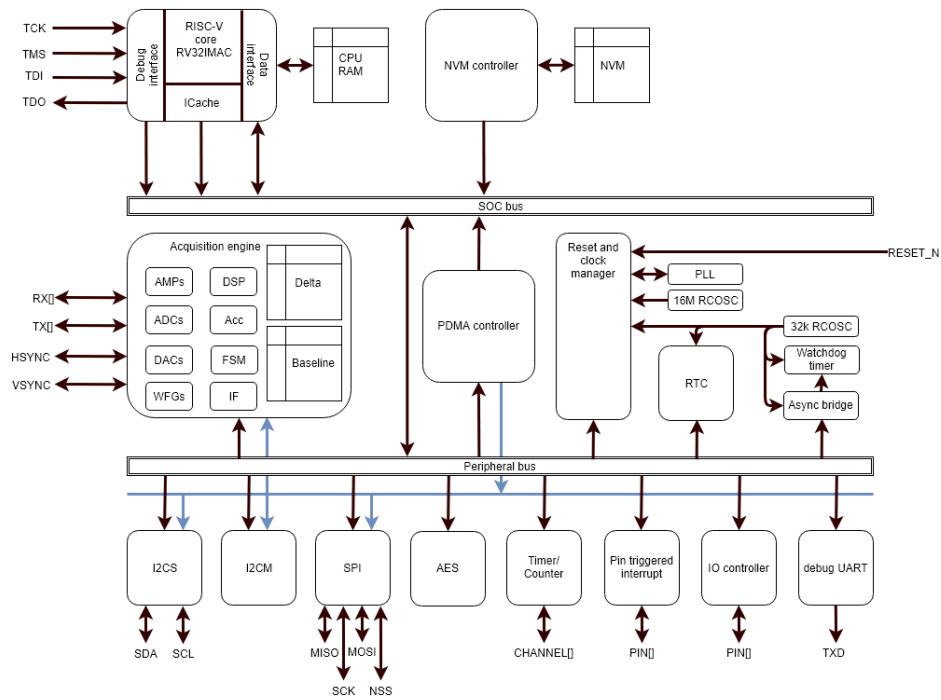 TCK
TMS
TDI
TDO
Debug
interface
RISC-V
core
RV32IMAC
ICache
Data
interface
CPU
RAM
NVM controller
NVM
SOC bus
Acquisition engine
AMPs
DSP
ADCs
Acc
DACs
FSM
WFGs
IF
Delta
Baseline
RX[]
TX[]
HSYNC
VSYNC
PDMA controller
Reset and
clock
manager
RESET_N
PLL
16M RCOSC
32k RCOSC
RTC
Watchdog
timer
Async bridge
Peripheral bus
I2CS
I2CM
SPI
AES
Timer/
Counter
Pin triggered
interrupt
IO controller
debug UART
SDA
SCL
MISO
MOSI
SCK
NSS
CHANNEL[]
PIN[]
PIN[]
TXD